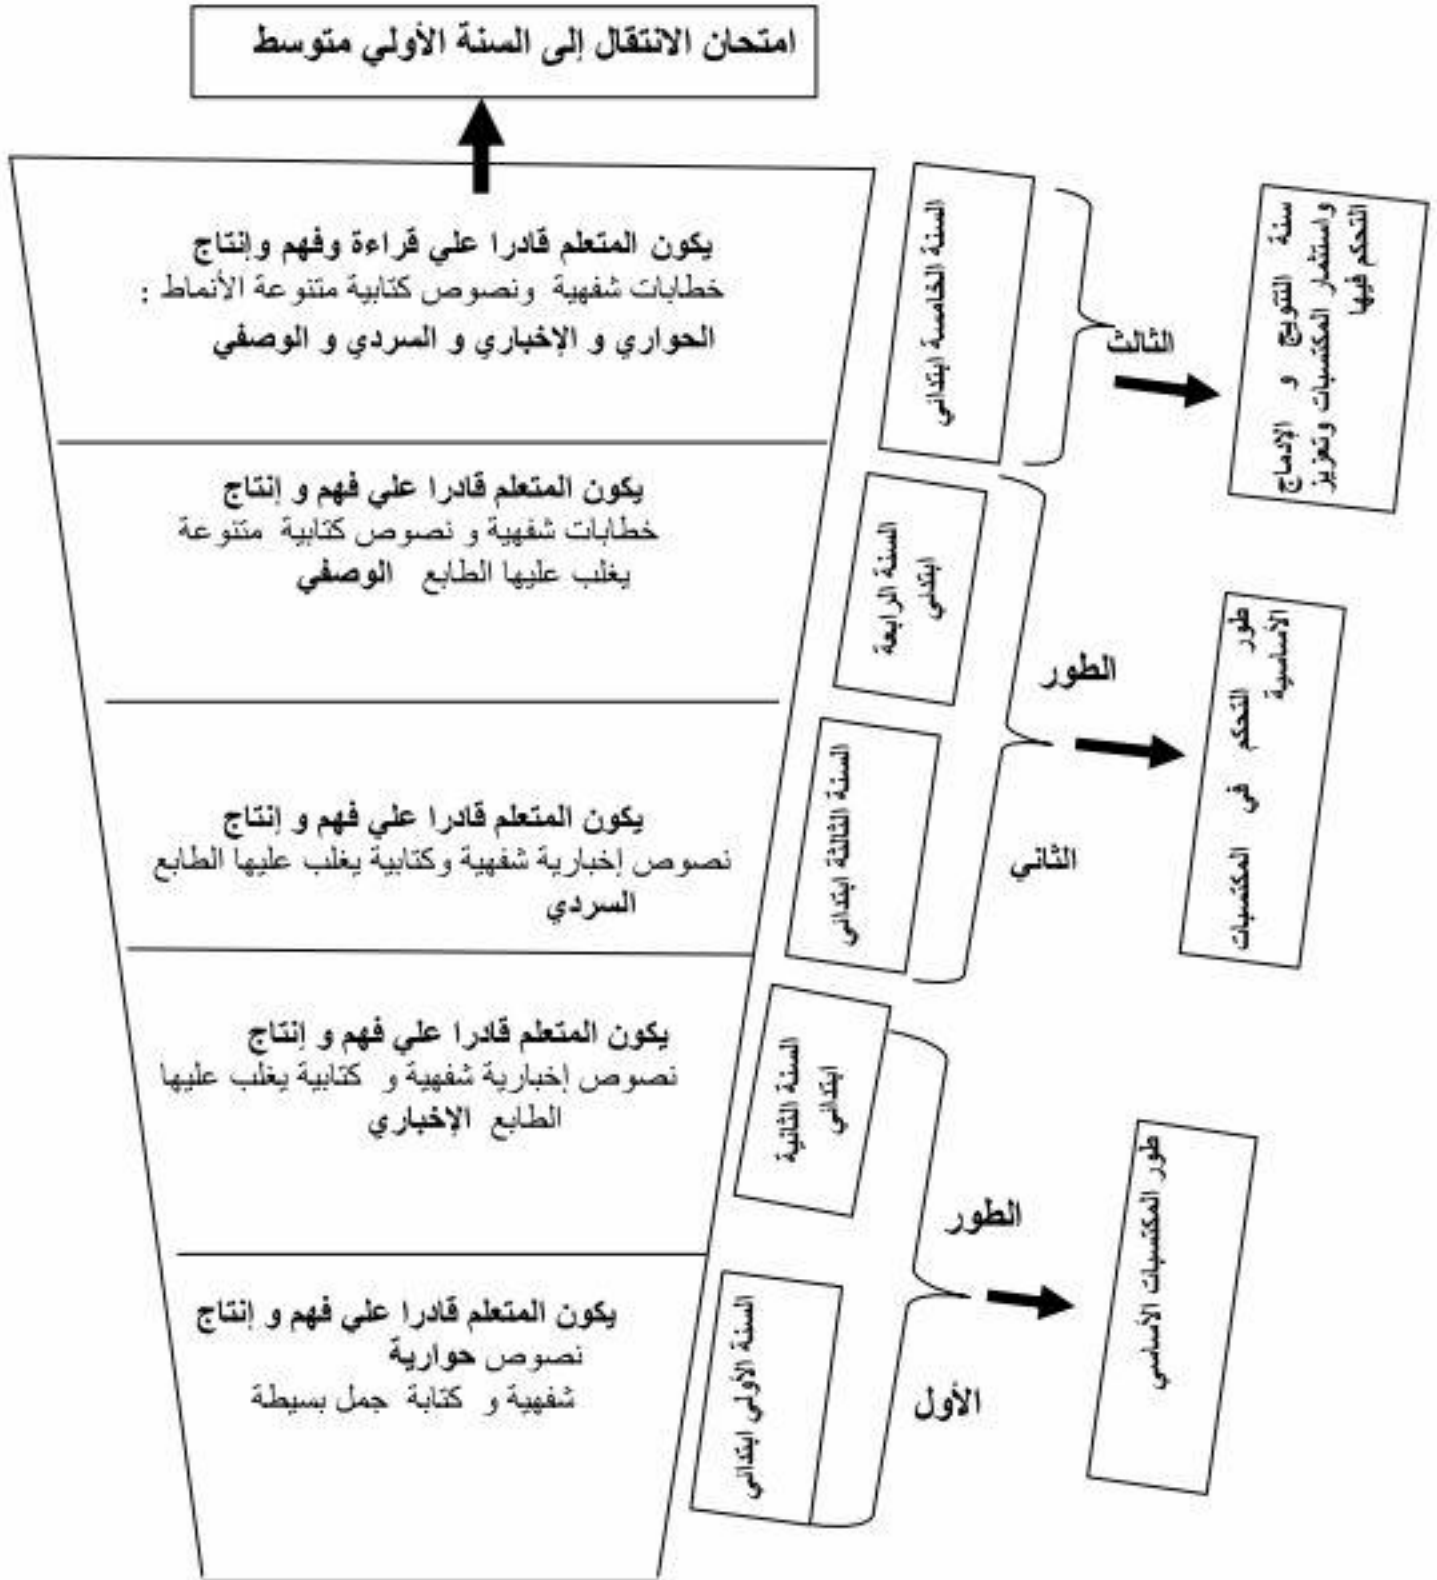 امتحان الانتقال إلى السنة الأولي متوسط
يكون المتعلم قادرا علي قراءة وفهم وإنتاج
خطابات شفهية ونصوص كتابية متنوعة الأنماط :
الحواري و الإخباري و السردي و الوصفي
السنة الخامسة ابتدائي
الثالث
سنة التتويج و الإدماج
واستثمار المكتسبات وتعزيز
التحكم فيها
يكون المتعلم قادرا علي فهم و إنتاج
خطابات شفهية و نصوص كتابية متنوعة
يغلب عليها الطابع الوصفي
السنة الرابعة
ابتدائي
يكون المتعلم قادرا علي فهم و إنتاج
نصوص إخبارية شفهية وكتابية يغلب عليها الطابع
السردي
السنة الثالثة ابتدائي
الطور
الثاني
طور التحكم في المكتسبات
الأساسية
يكون المتعلم قادرا علي فهم و إنتاج
نصوص إخبارية شفهية و كتابية يغلب عليها
الطابع الإخباري
السنة الثانية
ابتدائي
يكون المتعلم قادرا علي فهم و إنتاج
نصوص حوارية
شفهية و كتابة جمل بسيطة
السنة الأولي ابتدائي
الطور
الأول
طور المكتسبات الأساسي